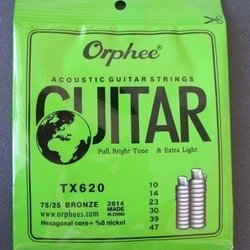 Orphee®
ACOUSTIC GUITAR STRINGS
GUITAR
Full, Bright Tone & Extra Light
TX620
75/25 BRONZE
www.orphees.com
Hexagonal core+ %8 nickel
2014
MADE
IN CHINA
10
14
23
30
39
47